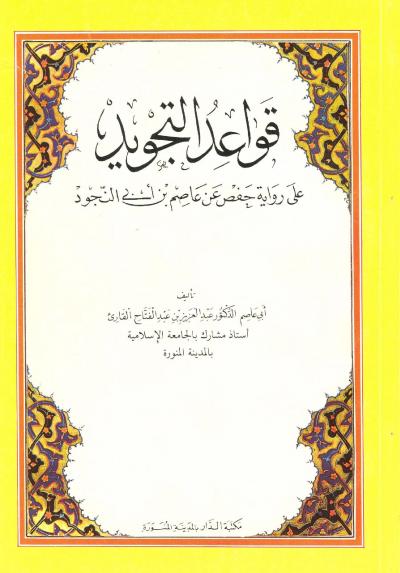 قواعد التجويد
على رواية حفص عن عاصم بن أبي النجود
تأليف
أبي عاصم الدكتور عبد العزيز بن عبد الفتاح القارئ
أستاذ مشارك بالجامعة الإسلامية
بالمدينة المنورة
مكتبة الدار بالمدينة المنورة